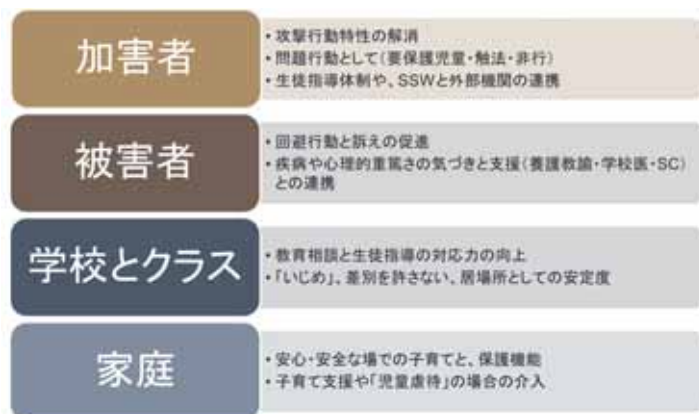 加害者
・攻撃行動特性の解消
・問題行動として(要保護児童・触法・非行)
・生徒指導体制や、SSWと外部機関の連携
被害者
・回避行動と訴えの促進
・疾病や心理的重篤さの気づきと支援(養護教諭・学校医・SC)
との連携
学校とクラス
・教育相談と生徒指導の対応力の向上
・「いじめ」、差別を許さない、居場所としての安定度
家庭
・安心・安全な場での子育てと、保護機能
・子育て支援や「児童虐待」の場合の介入